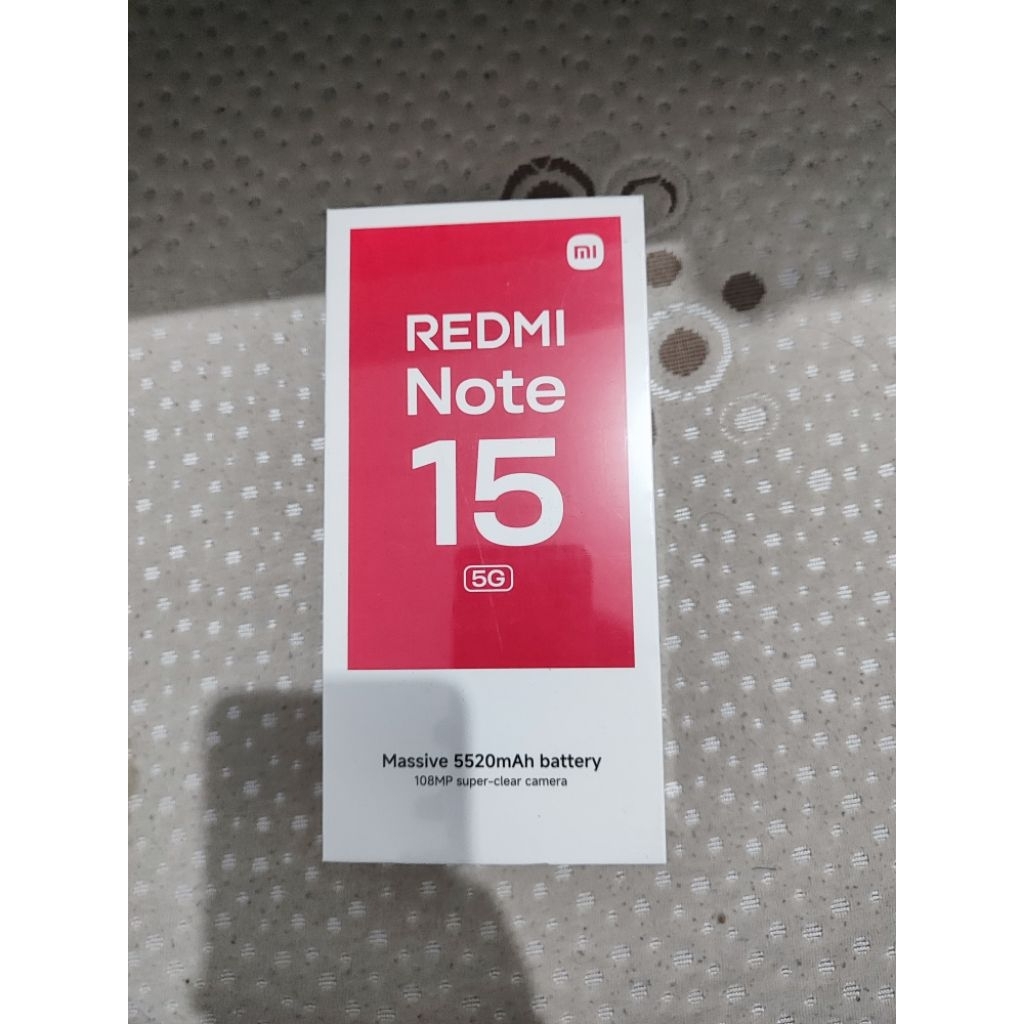 mi
REDMI
Note
15
5G
Massive 5520mAh battery
108MP super-clear camera